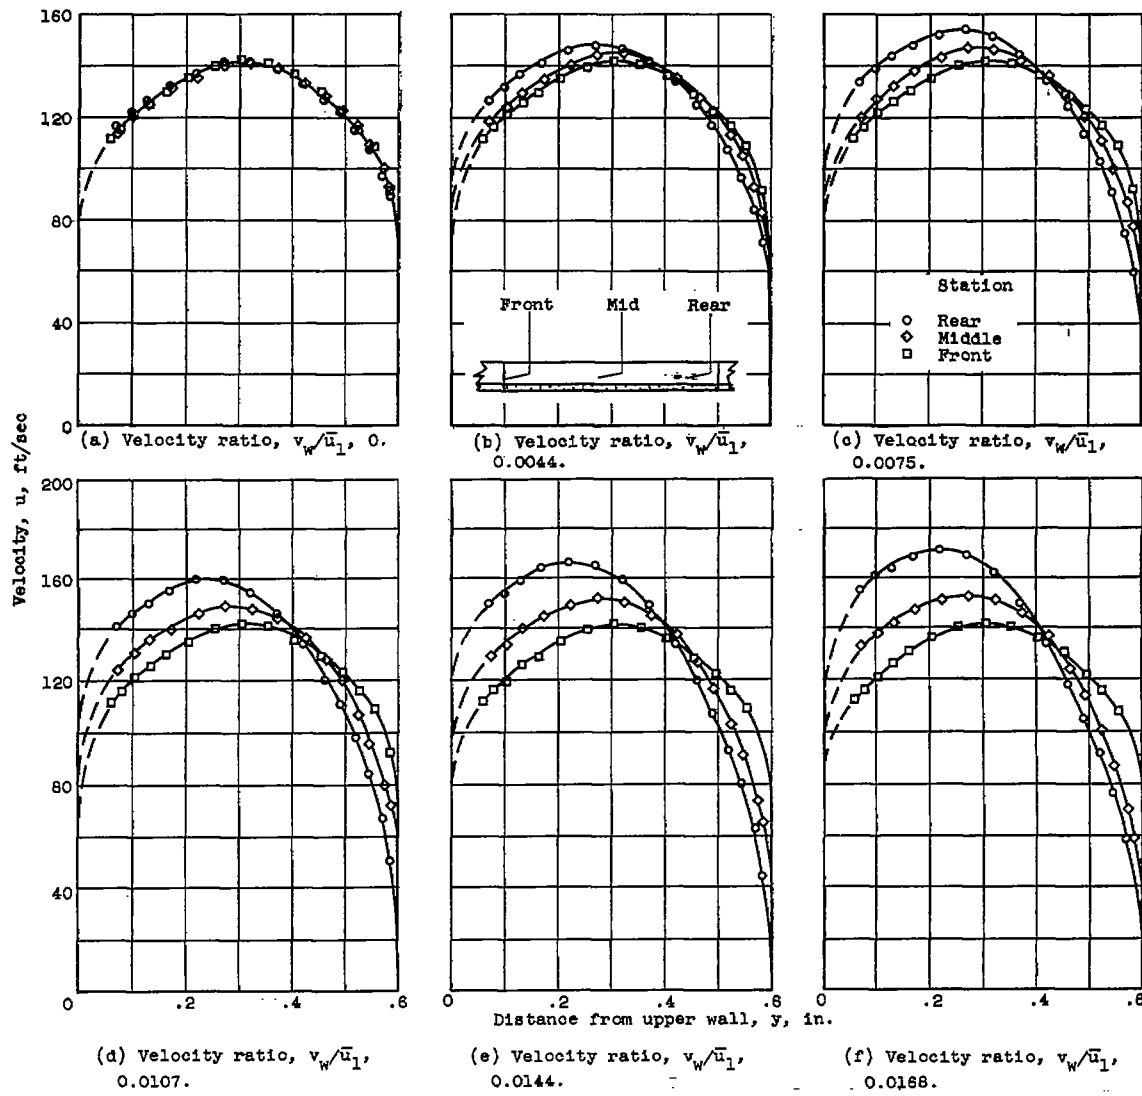 160
120
80
40
0
Front Mid Rear
Station
Rear
Middle
Front
(a) Velocity ratio, v_w/ū_1, 0.
(b) Velocity ratio, v_w/ū_1,
0.0044.
(c) Velocity ratio, v_w/ū_1,
0.0075.
Velocity, u, ft/sec
200
160
120
80
40
0
0 .2 .4 .6
0 .2 .4 .6
0 .2 .4 .6
Distance from upper wall, y, in.
(d) Velocity ratio, v_w/ū_1,
0.0107.
(e) Velocity ratio, v_w/ū_1,
0.0144.
(f) Velocity ratio, v_w/ū_1,
0.0168.